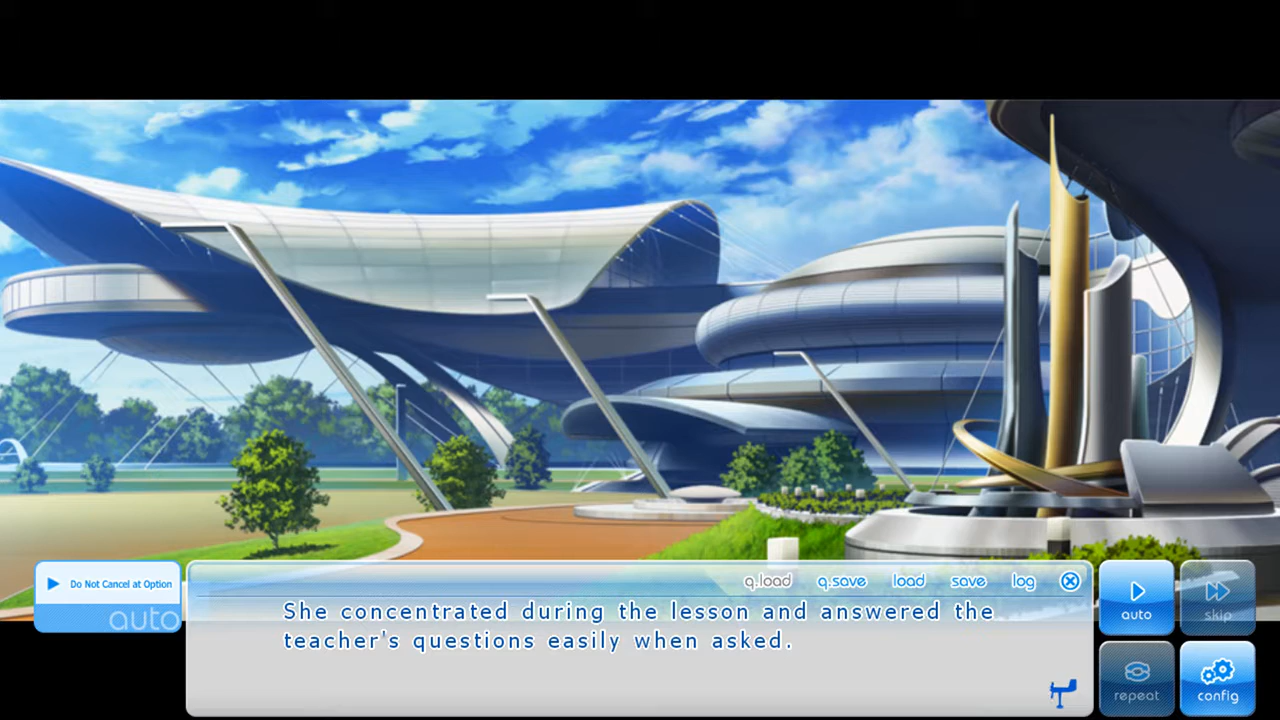 Do Not Cancel at Option
auto
q.load q.save load save log
She concentrated during the lesson and answered the
teacher's questions easily when asked.
auto
skip
repeat
config